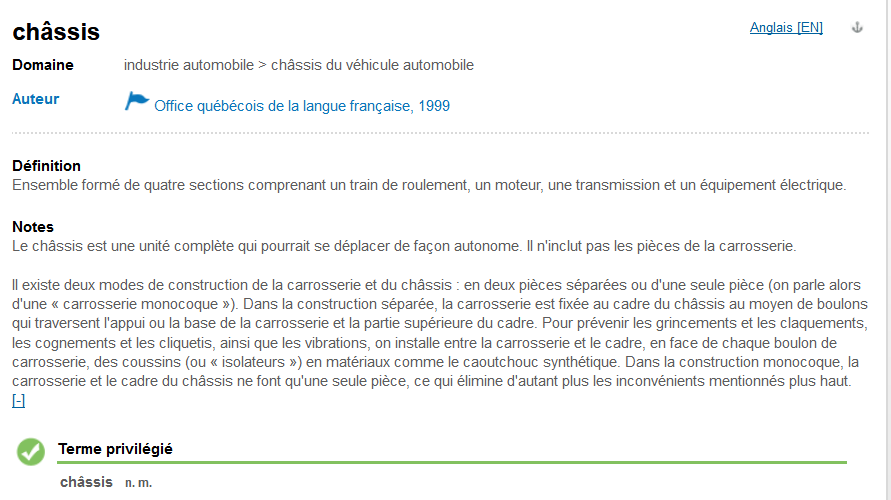 châssis
Anglais [EN]
Domaine industrie automobile > châssis du véhicule automobile
Auteur Office québécois de la langue française, 1999
Définition
Ensemble formé de quatre sections comprenant un train de roulement, un moteur, une transmission et un équipement électrique.
Notes
Le châssis est une unité complète qui pourrait se déplacer de façon autonome. Il n'inclut pas les pièces de la carrosserie.
Il existe deux modes de construction de la carrosserie et du châssis : en deux pièces séparées ou d'une seule pièce (on parle alors
d'une « carrosserie monocoque »). Dans la construction séparée, la carrosserie est fixée au cadre du châssis au moyen de boulons
qui traversent l'appui ou la base de la carrosserie et la partie supérieure du cadre. Pour prévenir les grincements et les claquements,
les cognements et les cliquetis, ainsi que les vibrations, on installe entre la carrosserie et le cadre, en face de chaque boulon de
carrosserie, des coussins (ou « isolateurs ») en matériaux comme le caoutchouc synthétique. Dans la construction monocoque, la
carrosserie et le cadre du châssis ne font qu'une seule pièce, ce qui élimine d'autant plus les inconvénients mentionnés plus haut.
[-]
Terme privilégié
châssis n. m.